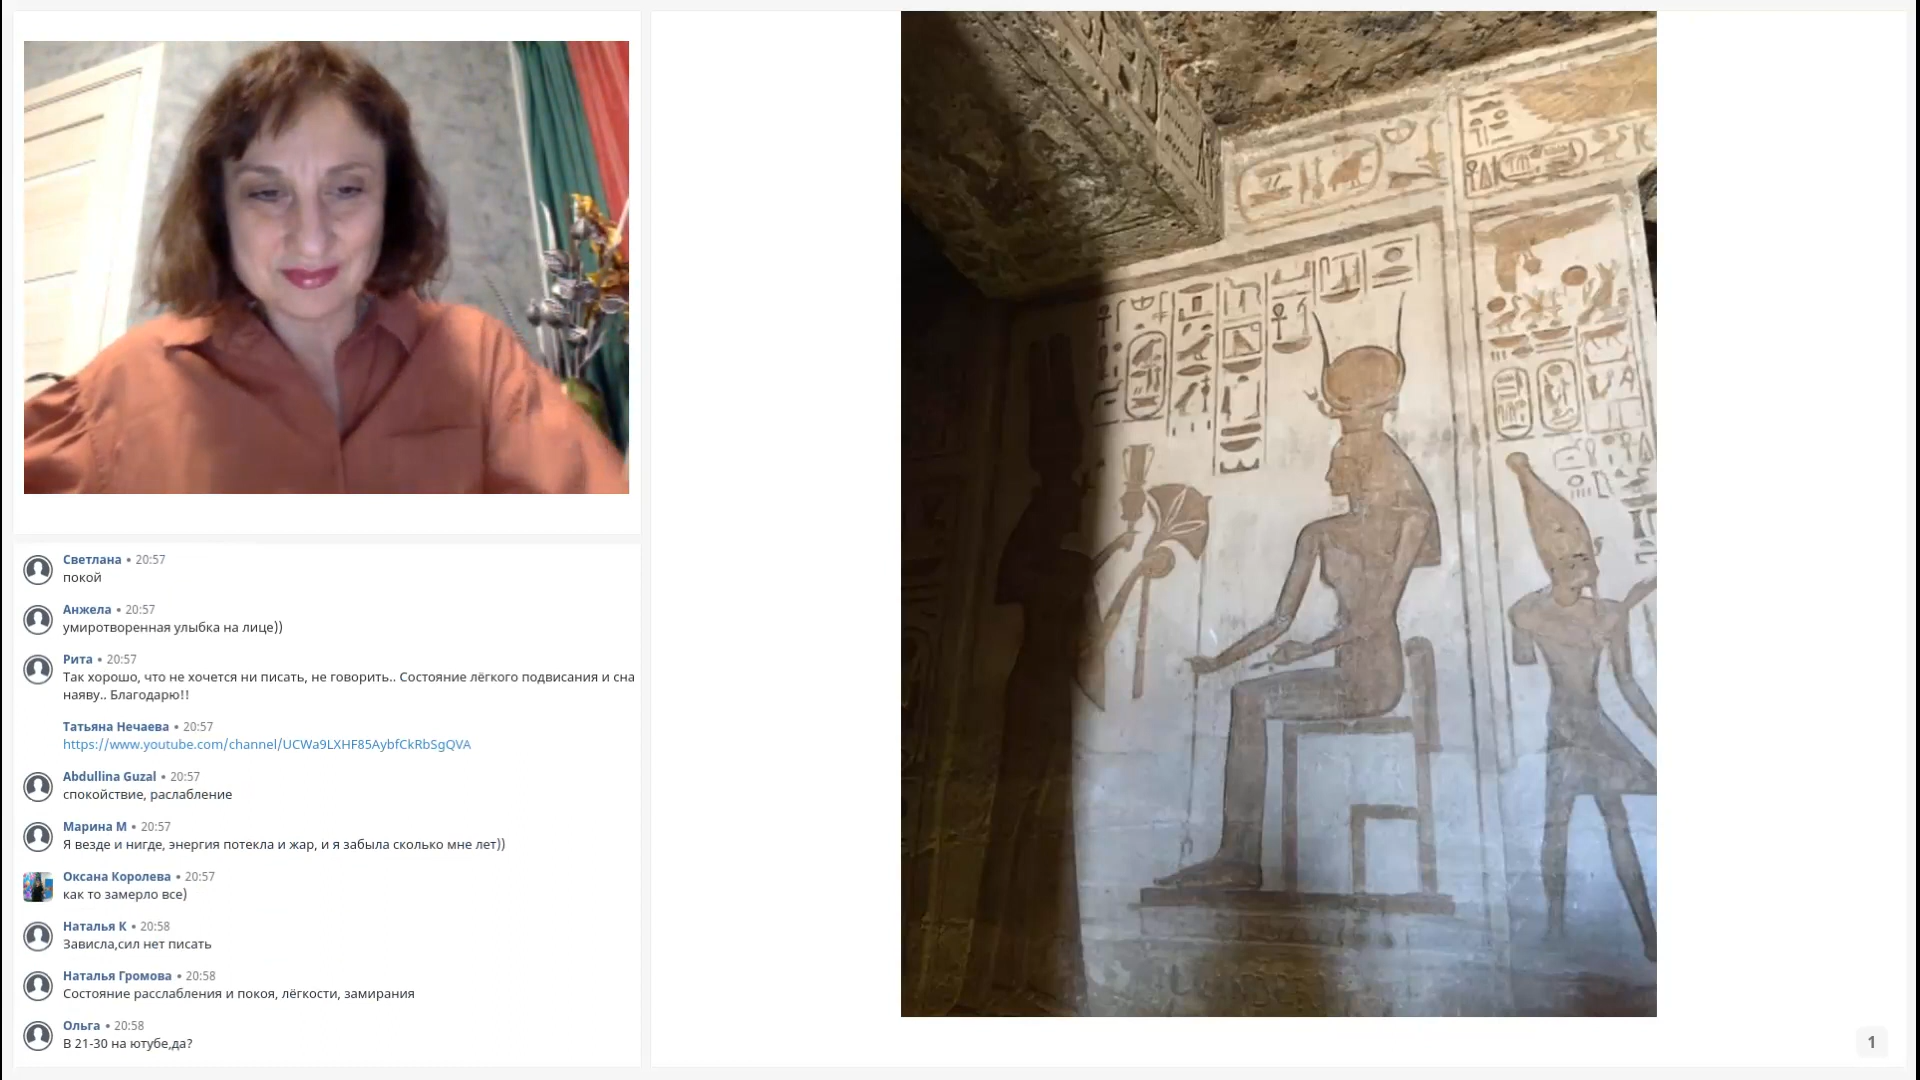 Светлана • 20:57
покой
Анжела • 20:57
умиротворенная улыбка на лице))
Рита • 20:57
Так хорошо, что не хочется ни писать, не говорить.. Состояние лёгкого подвисания и сна
наяву.. Благодарю!!
Татьяна Нечаева • 20:57
https://www.youtube.com/channel/UCWa9LXHF85AybfCkRbSgQVA
Abdullina Guzal • 20:57
спокойствие, раслабление
Марина М • 20:57
Я везде и нигде, энергия потекла и жар, и я забыла сколько мне лет))
Оксана Королева • 20:57
как то замерло все)
Наталья К • 20:58
Зависла,сил нет писать
Наталья Громова • 20:58
Состояние расслабления и покоя, лёгкости, замирания
Ольга • 20:58
В 21-30 на ютубе,да?
1